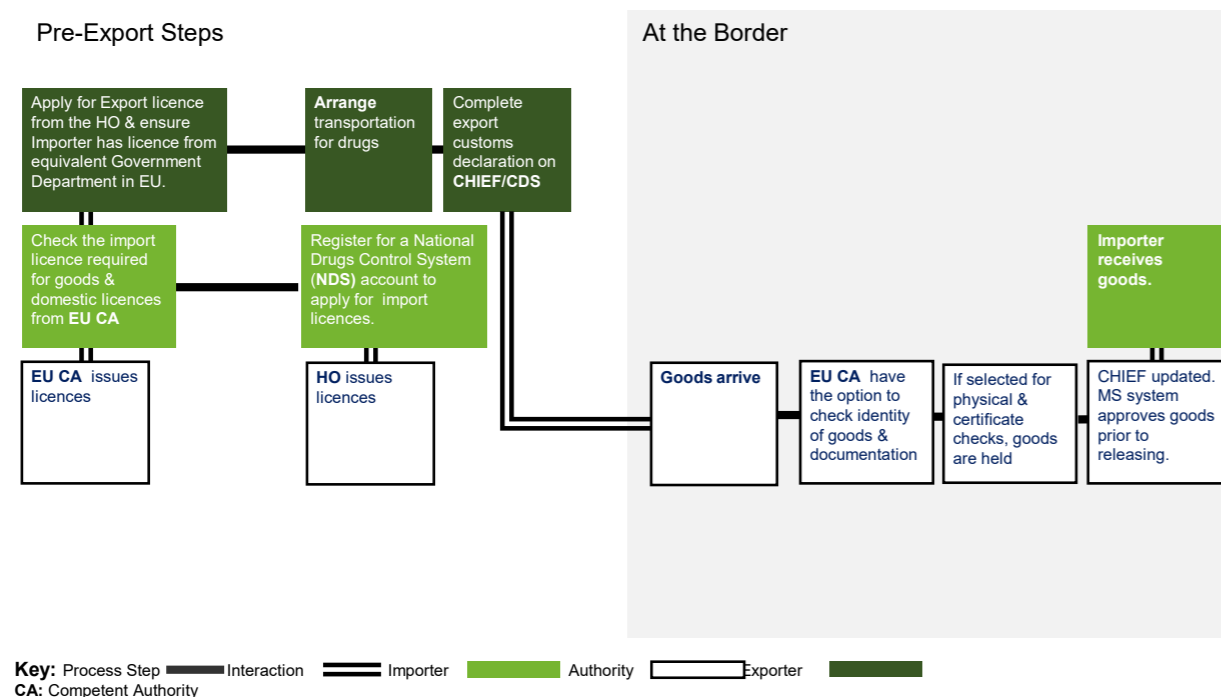 Pre-Export Steps
At the Border
Apply for Export licence
from the HO & ensure
Importer has licence from
equivalent Government
Department in EU.
Arrange
transportation
for drugs
Complete
export
customs
declaration on
CHIEF/CDS
Check the import
licence required
for goods &
domestic licences
from EU CA
Register for a National
Drugs Control System
(NDS) account to
apply for import
licences.
Importer
receives
goods.
EU CA issues
licences
HO issues
licences
Goods arrive
EU CA have
the option to
check identity
of goods &
documentation
If selected for
physical &
certificate
checks, goods
are held
CHIEF updated.
MS system
approves goods
prior to
releasing.
Key: Process Step Interaction Importer Authority Exporter
CA: Competent Authority